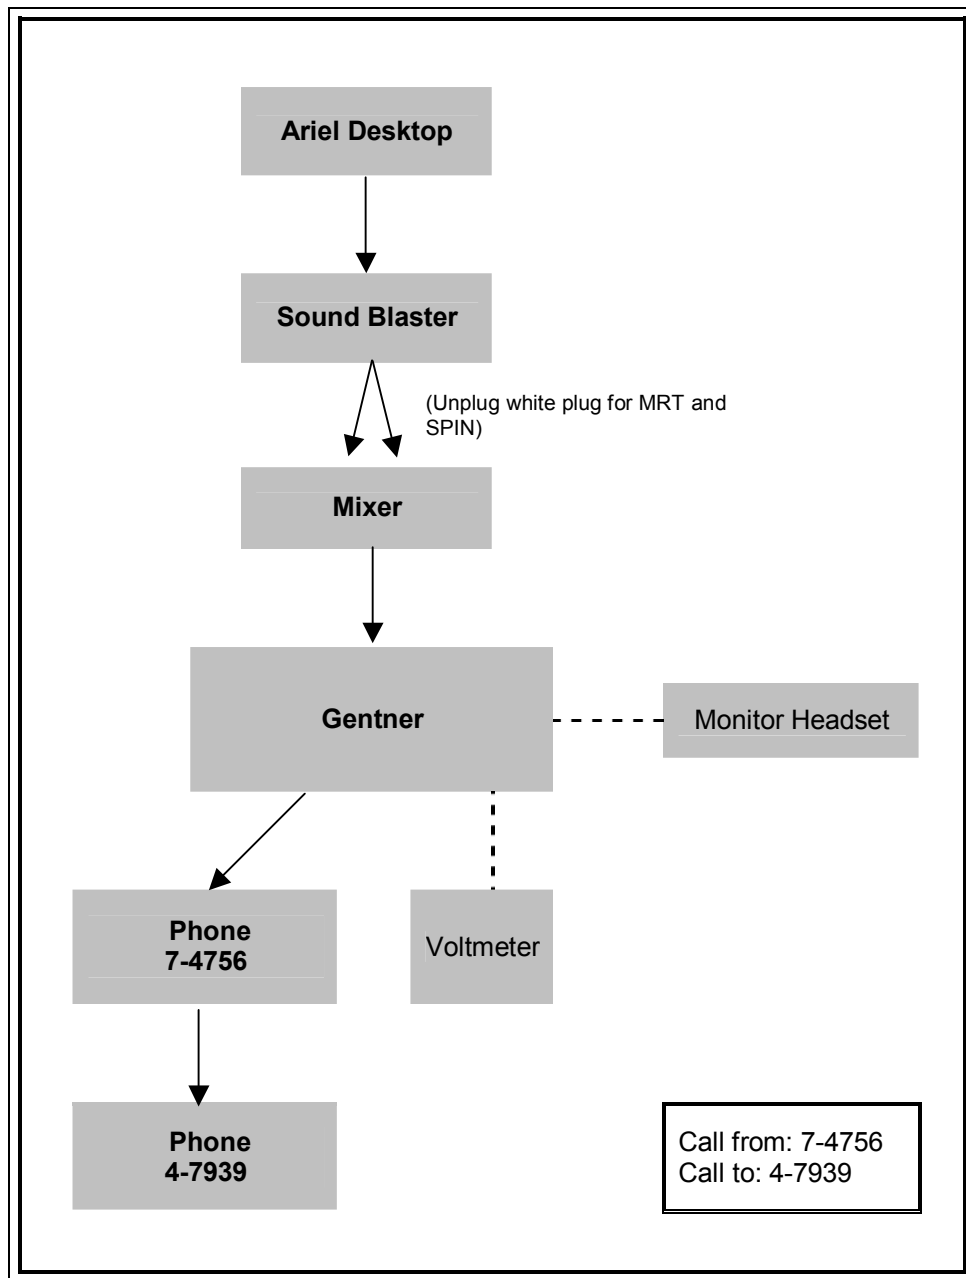 Ariel Desktop
Sound Blaster
(Unplug white plug for MRT and
SPIN)
Mixer
Gentner
Monitor Headset
Phone
7-4756
Voltmeter
Phone
4-7939
Call from: 7-4756
Call to: 4-7939